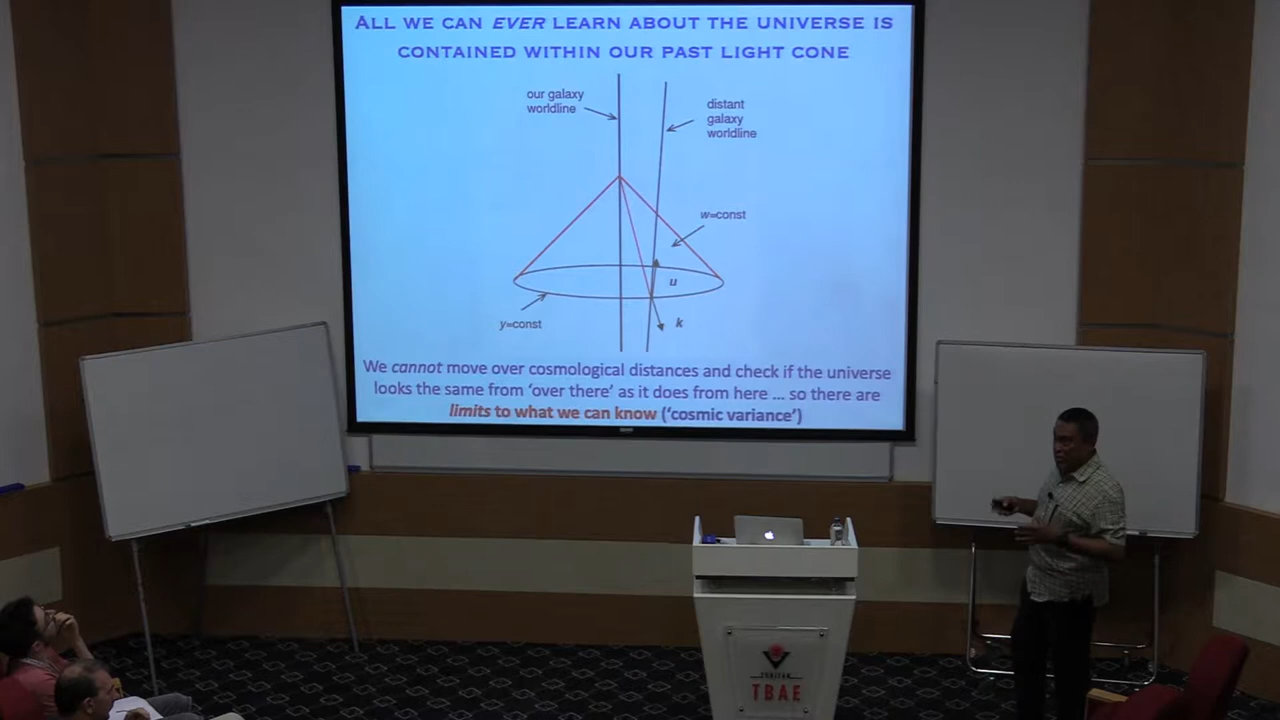 ALL WE CAN EVER LEARN ABOUT THE UNIVERSE IS
CONTAINED WITHIN OUR PAST LIGHT CONE
our galaxy
worldline
distant
galaxy
worldline
w=const
u
y=const
k
We cannot move over cosmological distances and check if the universe
looks the same from ‘over there’ as it does from here ... so there are
limits to what we can know (‘cosmic variance’)
TÜBİTAK
TBAE